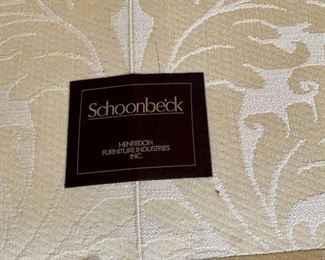 Schoonbeck
HENREDON
FURNITURE INDUSTRIES
INC.